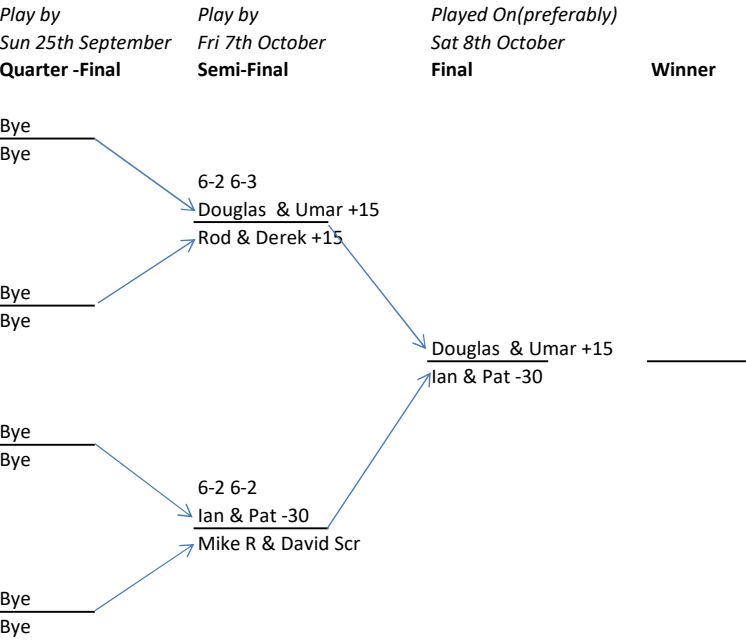 Play by
Sun 25th September
Quarter -Final
Play by
Fri 7th October
Semi-Final
Played On(preferably)
Sat 8th October
Final
Winner
Bye
Bye
6-2 6-3
Douglas  & Umar +15
Rod & Derek +15
Bye
Bye
Douglas  & Umar +15
Ian & Pat -30
Bye
Bye
6-2 6-2
Ian & Pat -30
Mike R & David Scr
Bye
Bye